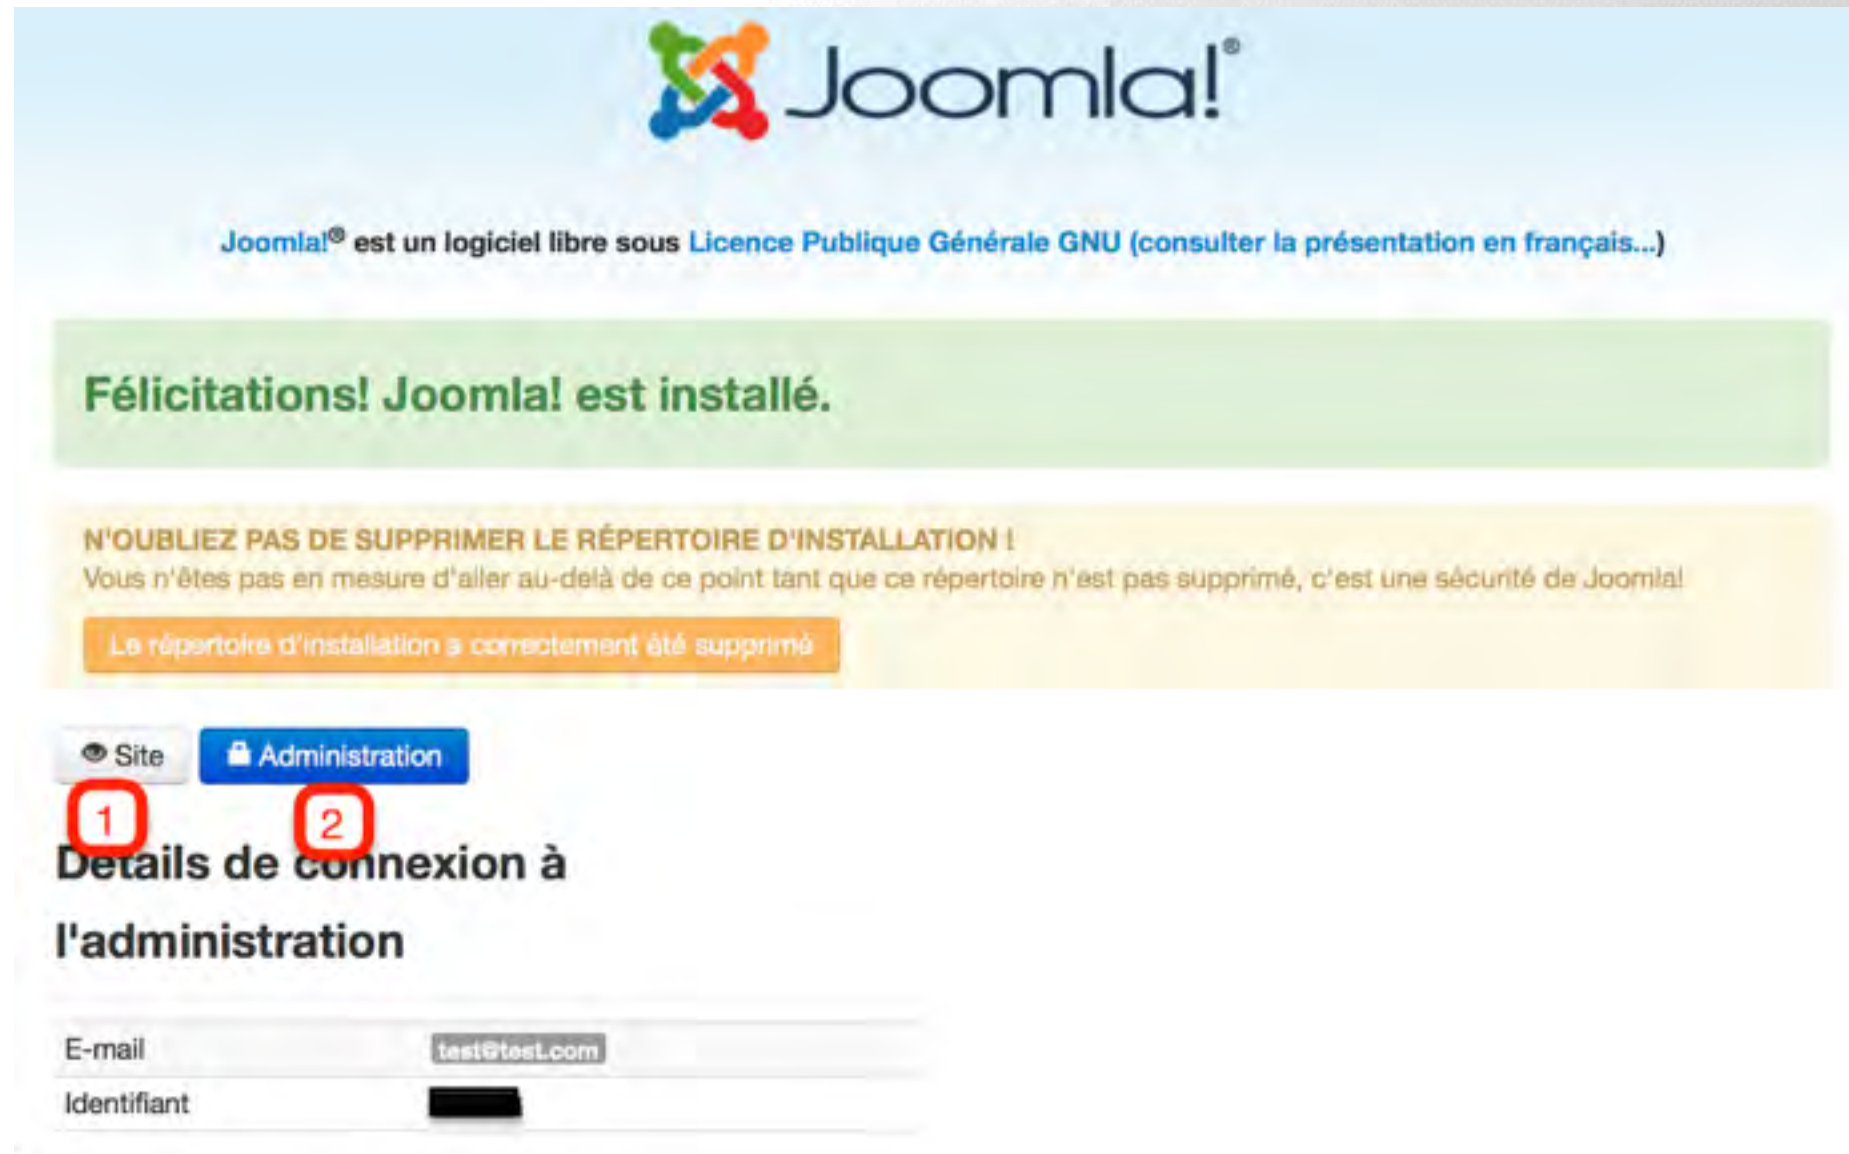 Joomla!®
Joomla!® est un logiciel libre sous Licence Publique Générale GNU (consulter la présentation en français...)
Félicitations! Joomla! est installé.
N'OUBLIEZ PAS DE SUPPRIMER LE RÉPERTOIRE D'INSTALLATION !
Vous n'êtes pas en mesure d'aller au-delà de ce point tant que ce répertoire n'est pas supprimé, c'est une sécurité de Joomla!
Le répertoire d'installation a correctement été supprimé
Site Administration
1 2
Détails de connexion à
l'administration
E-mail test@test.com
Identifiant